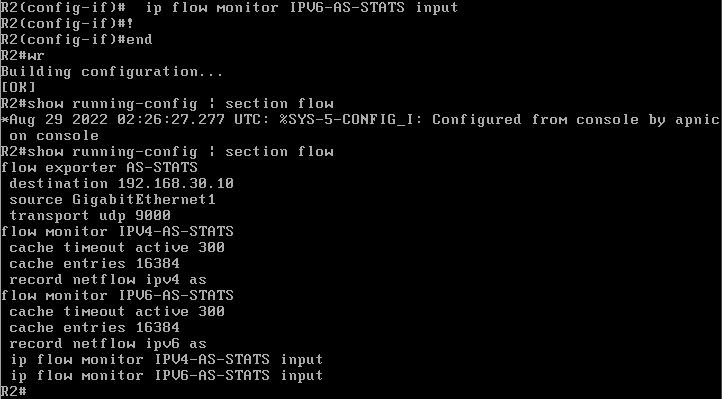 R2(config-if)#  ip flow monitor IPV6-AS-STATS input
R2(config-if)#!
R2(config-if)#end
R2#wr
Building configuration...
[OK]
R2#show running-config | section flow
*Aug 29 2022 02:26:27.277 UTC: %SYS-5-CONFIG_I: Configured from console by apnic
on console
R2#show running-config | section flow
flow exporter AS-STATS
 destination 192.168.30.10
 source GigabitEthernet1
 transport udp 9000
flow monitor IPV4-AS-STATS
 cache timeout active 300
 cache entries 16384
 record netflow ipv4 as
flow monitor IPV6-AS-STATS
 cache timeout active 300
 cache entries 16384
 record netflow ipv6 as
 ip flow monitor IPV4-AS-STATS input
 ip flow monitor IPV6-AS-STATS input
R2#